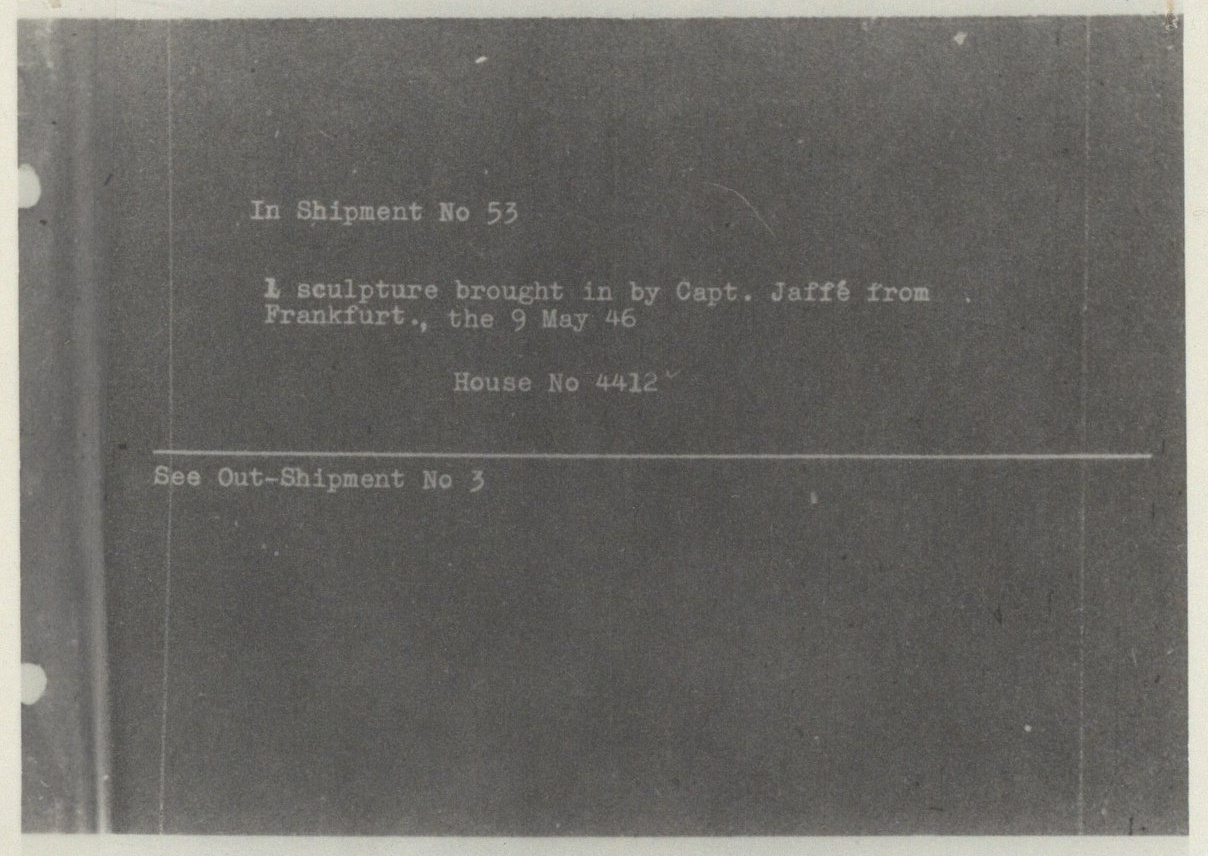 In Shipment No 53
1 sculpture brought in by Capt. Jaffé from
Frankfurt., the 9 May 46
House No 4412
See Out-Shipment No 3